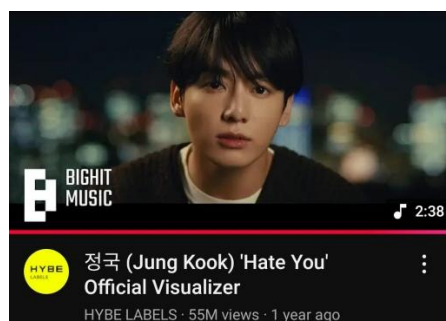 BIGHIT
MUSIC
2:38
HYBE
LABELS
정국 (Jung Kook) 'Hate You'
Official Visualizer
HYBE LABELS · 55M views · 1 year ago